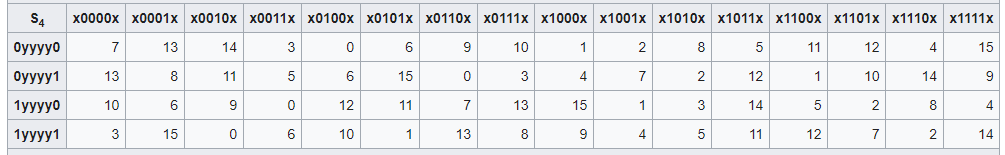 S4 x0000x x0001x x0010x x0011x x0100x x0101x x0110x x0111x x1000x x1001x x1010x x1011x x1100x x1101x x1110x x1111x
0yyyy0 7 13 14 3 0 6 9 10 1 2 8 5 11 12 4 15
0yyyy1 13 8 11 5 6 15 0 3 4 7 2 12 1 10 14 9
1yyyy0 10 6 9 0 12 11 7 13 15 1 3 14 5 2 8 4
1yyyy1 3 15 0 6 10 1 13 8 9 4 5 11 12 7 2 14